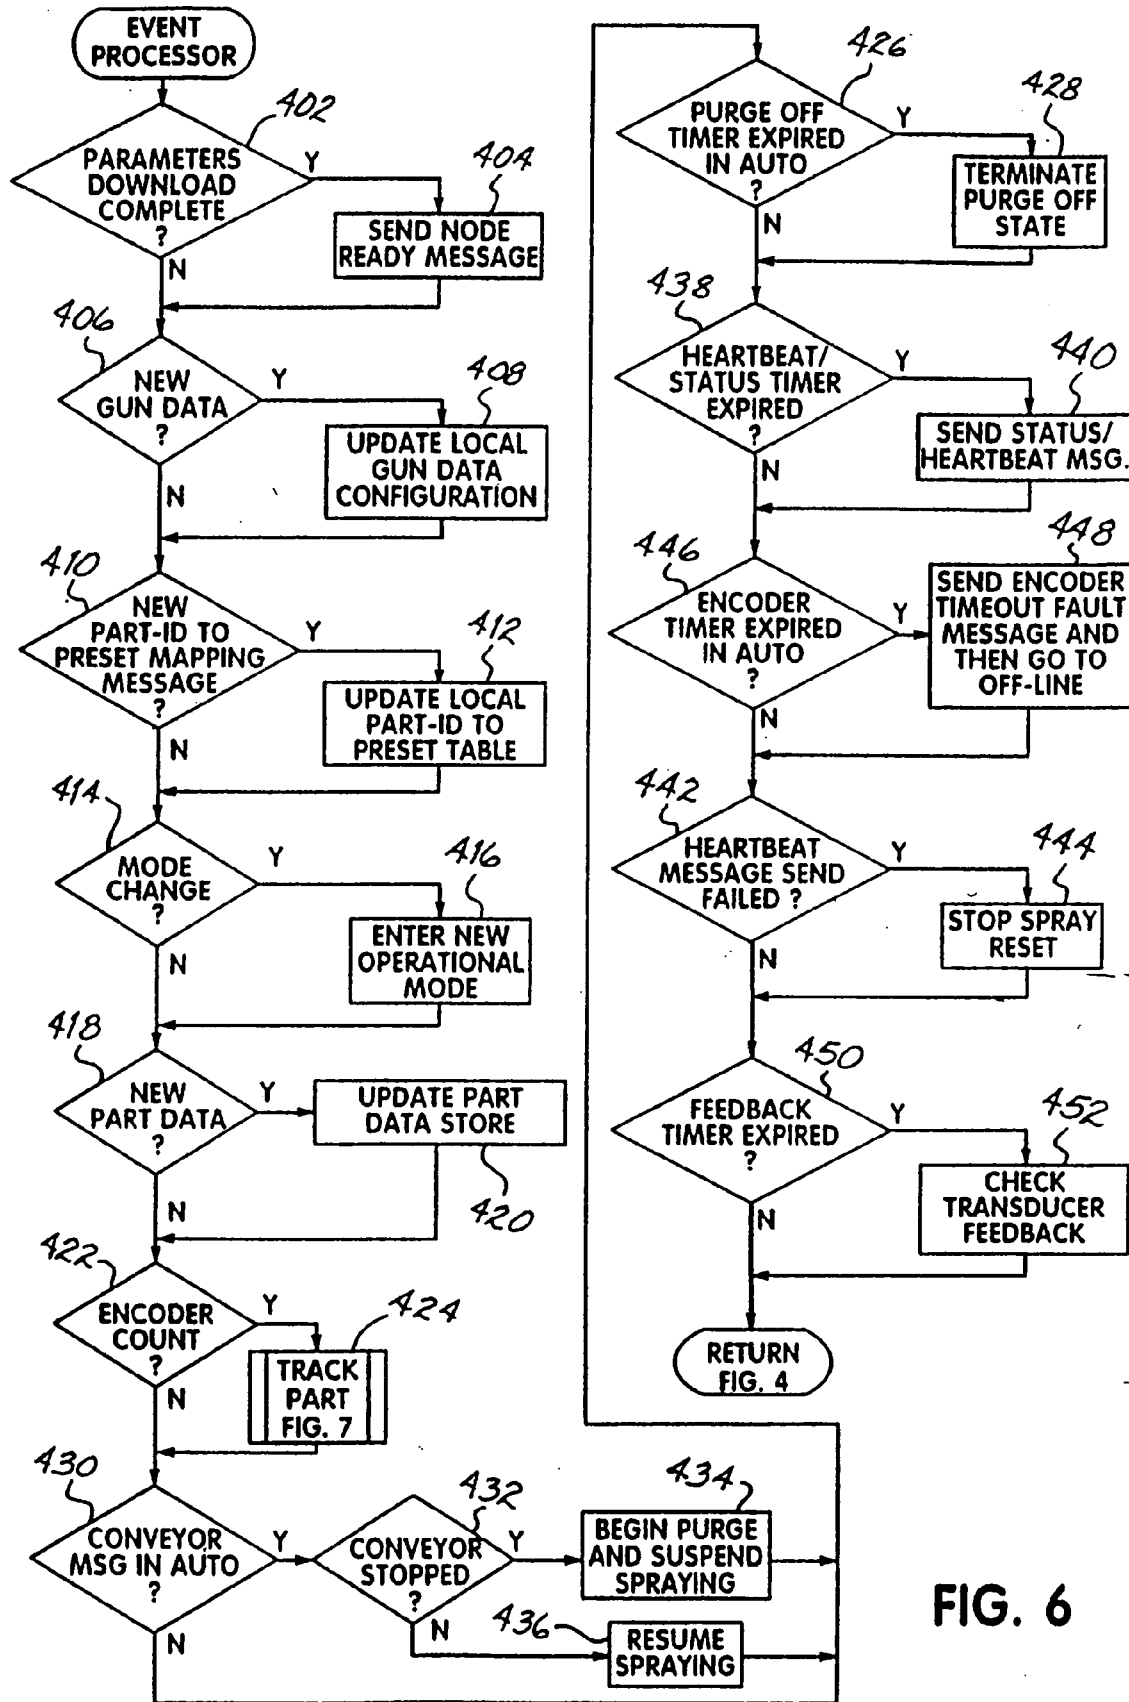 EVENT
PROCESSOR
402
PARAMETERS
DOWNLOAD
COMPLETE
?
Y
N
404
SEND NODE
READY MESSAGE
406
NEW
GUN DATA
?
Y
N
408
UPDATE LOCAL
GUN DATA
CONFIGURATION
410
NEW
PART-ID TO
PRESET MAPPING
MESSAGE
?
Y
N
412
UPDATE LOCAL
PART-ID TO
PRESET TABLE
414
MODE
CHANGE
?
Y
N
416
ENTER NEW
OPERATIONAL
MODE
418
NEW
PART DATA
?
Y
N
UPDATE PART
DATA STORE
420
422
ENCODER
COUNT
?
Y
N
424
TRACK
PART
FIG. 7
430
CONVEYOR
MSG IN AUTO
?
Y
N
432
CONVEYOR
STOPPED
?
Y
N
434
BEGIN PURGE
AND SUSPEND
SPRAYING
436
RESUME
SPRAYING
426
PURGE OFF
TIMER EXPIRED
IN AUTO
?
Y
N
428
TERMINATE
PURGE OFF
STATE
438
HEARTBEAT/
STATUS TIMER
EXPIRED
?
Y
N
440
SEND STATUS/
HEARTBEAT MSG.
446
ENCODER
TIMER EXPIRED
IN AUTO
?
Y
N
448
SEND ENCODER
TIMEOUT FAULT
MESSAGE AND
THEN GO TO
OFF-LINE
442
HEARTBEAT
MESSAGE SEND
FAILED ?
Y
N
444
STOP SPRAY
RESET
450
FEEDBACK
TIMER EXPIRED
?
Y
N
452
CHECK
TRANSDUCER
FEEDBACK
RETURN
FIG. 4
FIG. 6